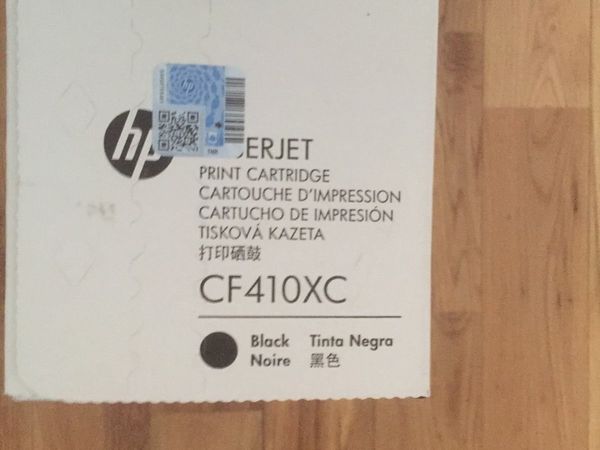 hp
ERJET
PRINT CARTRIDGE
CARTOUCHE D'IMPRESSION
CARTUCHO DE IMPRESIÓN
TISKOVÁ KAZETA
打印硒鼓
CF410XC
Black Tinta Negra
Noire 黑色